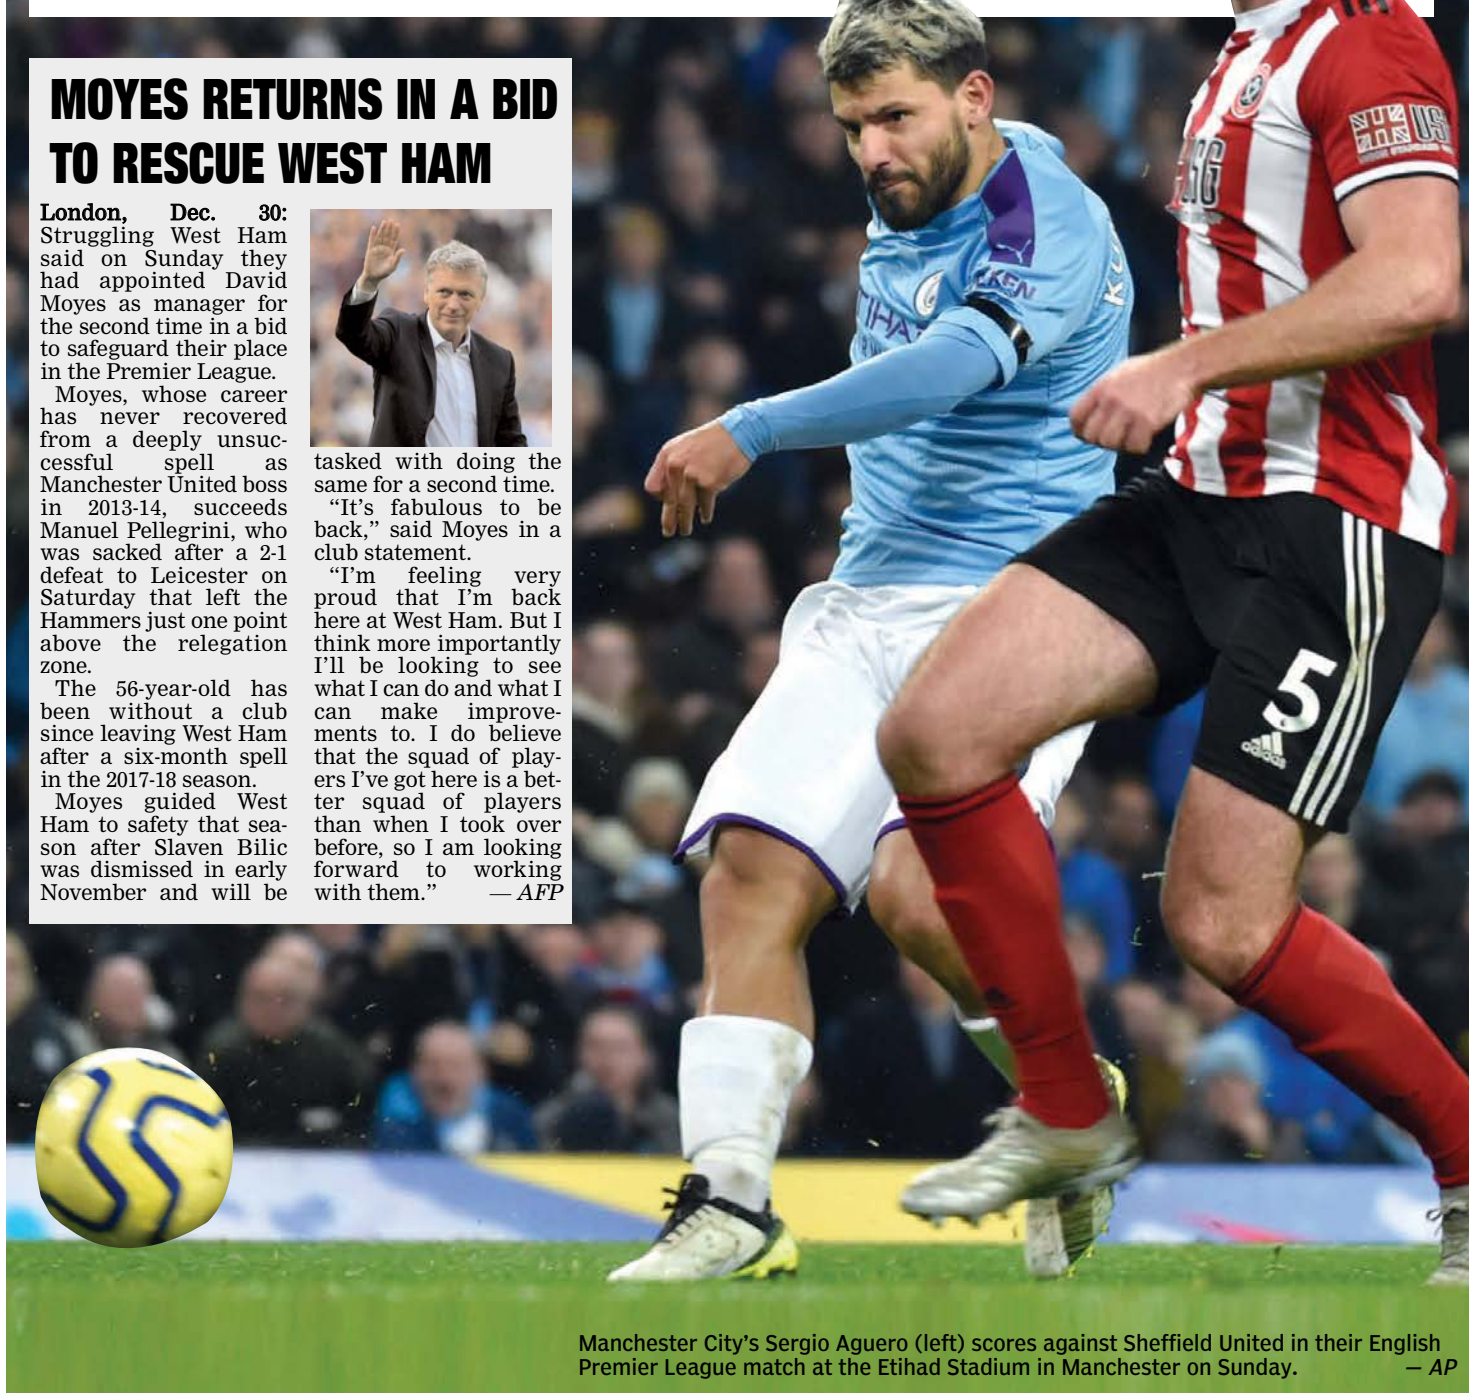 MOYES RETURNS IN A BID
TO RESCUE WEST HAM
London, Dec. 30:
Struggling West Ham
said on Sunday they
had appointed David
Moyes as manager for
the second time in a bid
to safeguard their place
in the Premier League.
Moyes, whose career
has never recovered
from a deeply unsuc-
cessful spell as
Manchester United boss
in 2013-14, succeeds
Manuel Pellegrini, who
was sacked after a 2-1
defeat to Leicester on
Saturday that left the
Hammers just one point
above the relegation
zone.
The 56-year-old has
been without a club
since leaving West Ham
after a six-month spell
in the 2017-18 season.
Moyes guided West
Ham to safety that sea-
son after Slaven Bilic
was dismissed in early
November and will be
tasked with doing the
same for a second time.
“It’s fabulous to be
back,” said Moyes in a
club statement.
“I’m feeling very
proud that I’m back
here at West Ham. But I
think more importantly
I’ll be looking to see
what I can do and what I
can make improve-
ments to. I do believe
that the squad of play-
ers I’ve got here is a bet-
ter squad of players
than when I took over
before, so I am looking
forward to working
with them.” — AFP
5
adidas
Manchester City’s Sergio Aguero (left) scores against Sheffield United in their English
Premier League match at the Etihad Stadium in Manchester on Sunday. — AP